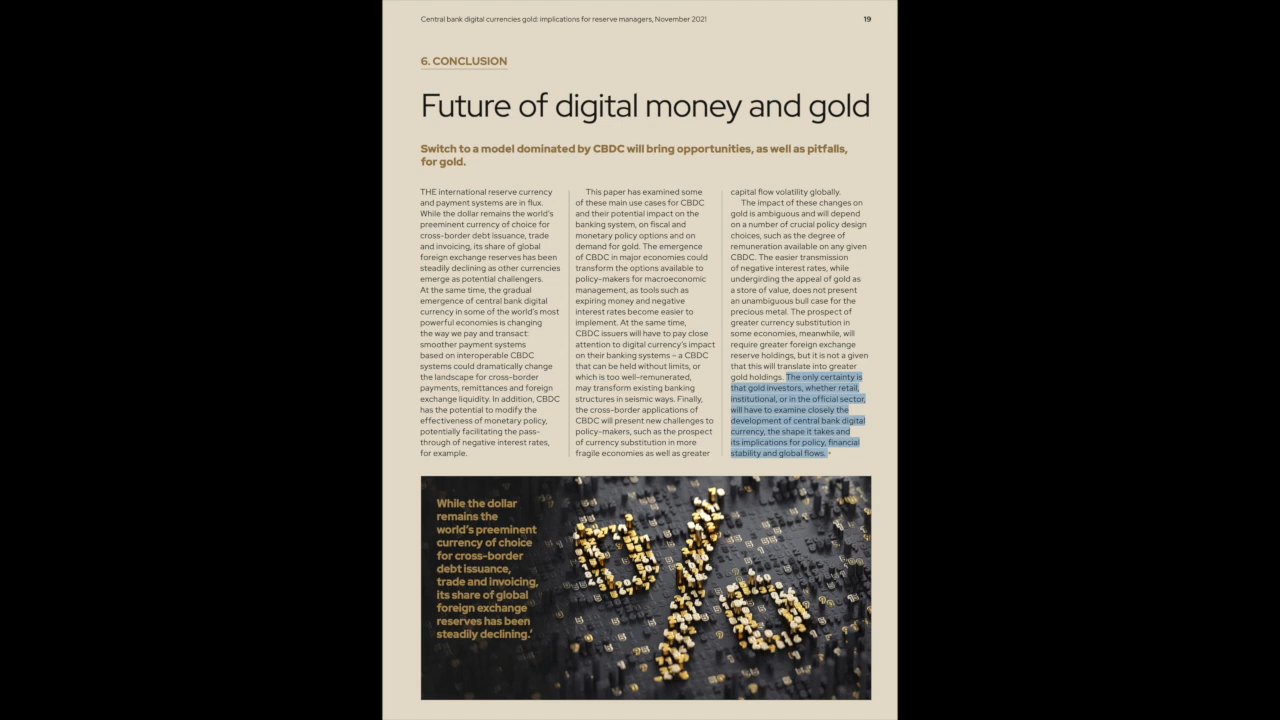 Central bank digital currencies gold: implications for reserve managers, November 2021
19
6. CONCLUSION
Future of digital money and gold
Switch to a model dominated by CBDC will bring opportunities, as well as pitfalls,
for gold.
THE international reserve currency
and payment systems are in flux.
While the dollar remains the world's
preeminent currency of choice for
cross-border debt issuance, trade
and invoicing, its share of global
foreign exchange reserves has been
steadily declining as other currencies
emerge as potential challengers.
At the same time, the gradual
emergence of central bank digital
currency in some of the world's most
powerful economies is changing
the way we pay and transact:
smoother payment systems
based on interoperable CBDC
systems could dramatically change
the landscape for cross-border
payments, remittances and foreign
exchange liquidity. In addition, CBDC
has the potential to modify the
effectiveness of monetary policy,
potentially facilitating the pass-
through of negative interest rates,
for example.
This paper has examined some
of these main use cases for CBDC
and their potential impact on the
banking system, on fiscal and
monetary policy options and on
demand for gold. The emergence
of CBDC in major economies could
transform the options available to
policy-makers for macroeconomic
management, as tools such as
expiring money and negative
interest rates become easier to
implement. At the same time,
CBDC issuers will have to pay close
attention to digital currency's impact
on their banking systems – a CBDC
that can be held without limits, or
which is too well-remunerated,
may transform existing banking
structures in seismic ways. Finally,
the cross-border applications of
CBDC will present new challenges to
policy-makers, such as the prospect
of currency substitution in more
fragile economies as well as greater
capital flow volatility globally.
The impact of these changes on
gold is ambiguous and will depend
on a number of crucial policy design
choices, such as the degree of
remuneration available on any given
CBDC. The easier transmission
of negative interest rates, while
undergirding the appeal of gold as
a store of value, does not present
an unambiguous bull case for the
precious metal. The prospect of
greater currency substitution in
some economies, meanwhile, will
require greater foreign exchange
reserve holdings, but it is not a given
that this will translate into greater
gold holdings. The only certainty is
that gold investors, whether retail,
institutional, or in the official sector,
will have to examine closely the
development of central bank digital
currency, the shape it takes and
its implications for policy, financial
stability and global flows.
While the dollar
remains the
world's preeminent
currency of choice
for cross-border
debt issuance,
trade and invoicing,
its share of global
foreign exchange
reserves has been
steadily declining.'